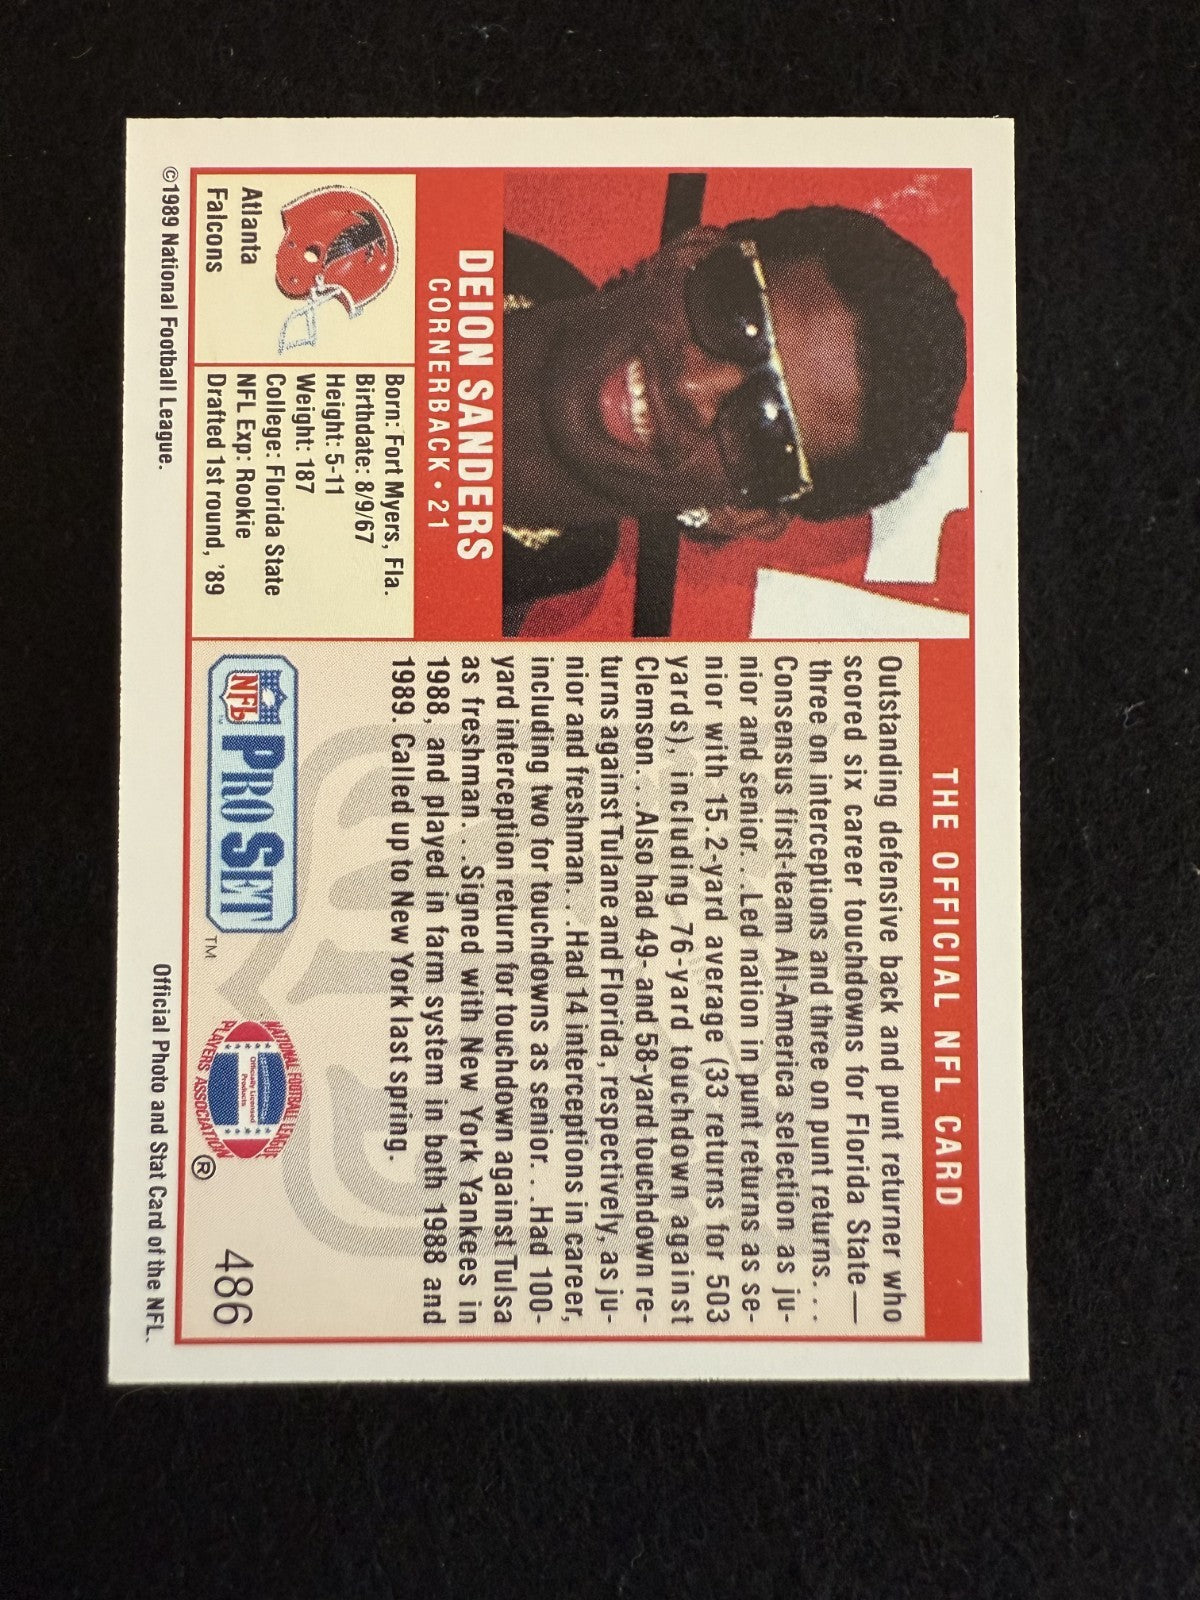 THE OFFICIAL NFL CARD
DEION SANDERS
CORNERBACK • 21
Atlanta
Falcons
Born: Fort Myers, Fla.
Birthdate: 8/9/67
Height: 5-11
Weight: 187
College: Florida State
NFL Exp: Rookie
Drafted 1st round, '89
Outstanding defensive back and punt returner who
scored six career touchdowns for Florida State—
three on interceptions and three on punt returns. . .
Consensus first-team All-America selection as ju-
nior and senior. . .Led nation in punt returns as se-
nior with 15.2-yard average (33 returns for 503
yards), including 76-yard touchdown against
Clemson. . .Also had 49- and 58-yard touchdown re-
turns against Tulane and Florida, respectively, as ju-
nior and freshman. . .Had 14 interceptions in career,
including two for touchdowns as senior. . .Had 100-
yard interception return for touchdown against Tulsa
as freshman. . .Signed with New York Yankees in
1988, and played in farm system in both 1988 and
1989. Called up to New York last spring.
NFL PRO SET ™
NATIONAL FOOTBALL LEAGUE
Officially Licensed
Products
PLAYERS ASSOCIATION ®
486
©1989 National Football League.
Official Photo and Stat Card of the NFL.